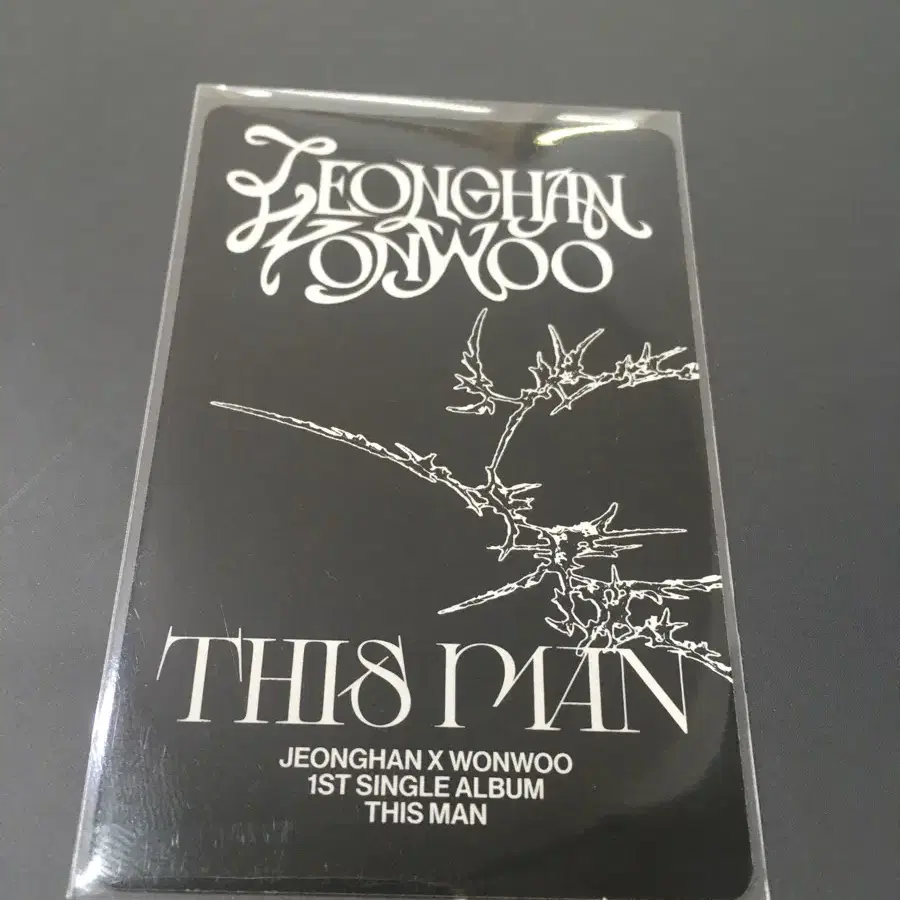 JEONGHAN
WONWOO
THIS MAN
JEONGHAN X WONWOO
1ST SINGLE ALBUM
THIS MAN